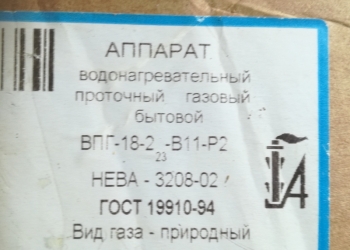 АППАРАТ
водонагревательный
проточный газовый
бытовой
ВПГ-18-2 -В11-Р2
23
НЕВА - 3208-02
ГОСТ 19910-94
Вид газа - природный